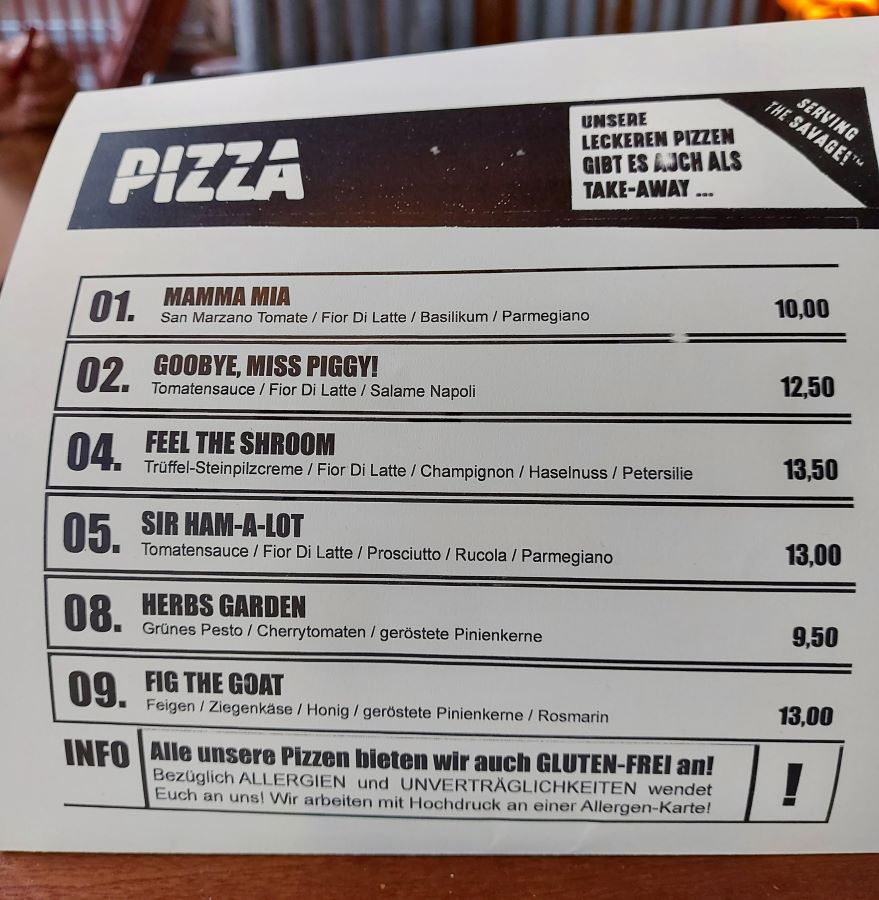 PIZZA
UNSERE
LECKEREN PIZZEN
GIBT ES AUCH ALS
TAKE-AWAY ...
SERVING
THE SAVAGE!™
01. MAMMA MIA
San Marzano Tomate / Fior Di Latte / Basilikum / Parmegiano 10,00
02. GOOBYE, MISS PIGGY!
Tomatensauce / Fior Di Latte / Salame Napoli 12,50
04. FEEL THE SHROOM
Trüffel-Steinpilzcreme / Fior Di Latte / Champignon / Haselnuss / Petersilie 13,50
05. SIR HAM-A-LOT
Tomatensauce / Fior Di Latte / Prosciutto / Rucola / Parmegiano 13,00
08. HERBS GARDEN
Grünes Pesto / Cherrytomaten / geröstete Pinienkerne 9,50
09. FIG THE GOAT
Feigen / Ziegenkäse / Honig / geröstete Pinienkerne / Rosmarin 13,00
INFO Alle unsere Pizzen bieten wir auch GLUTEN-FREI an!
Bezüglich ALLERGIEN und UNVERTRÄGLICHKEITEN wendet
Euch an uns! Wir arbeiten mit Hochdruck an einer Allergen-Karte!
!